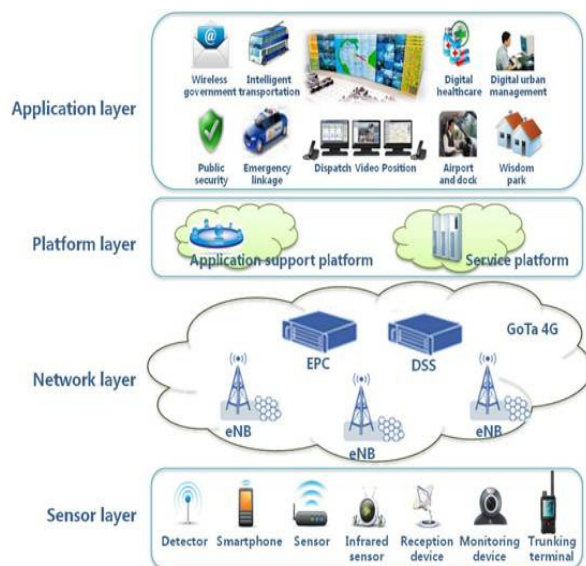 Wireless government
Intelligent transportation
Digital healthcare
Digital urban management
Application layer
Public security
Emergency linkage
Dispatch Video Position
Airport and dock
Wisdom park
Platform layer
Application support platform
Service platform
GoTa 4G
EPC
DSS
Network layer
eNB
eNB
eNB
Sensor layer
Detector
Smartphone
Sensor
Infrared sensor
Reception device
Monitoring device
Trunking terminal